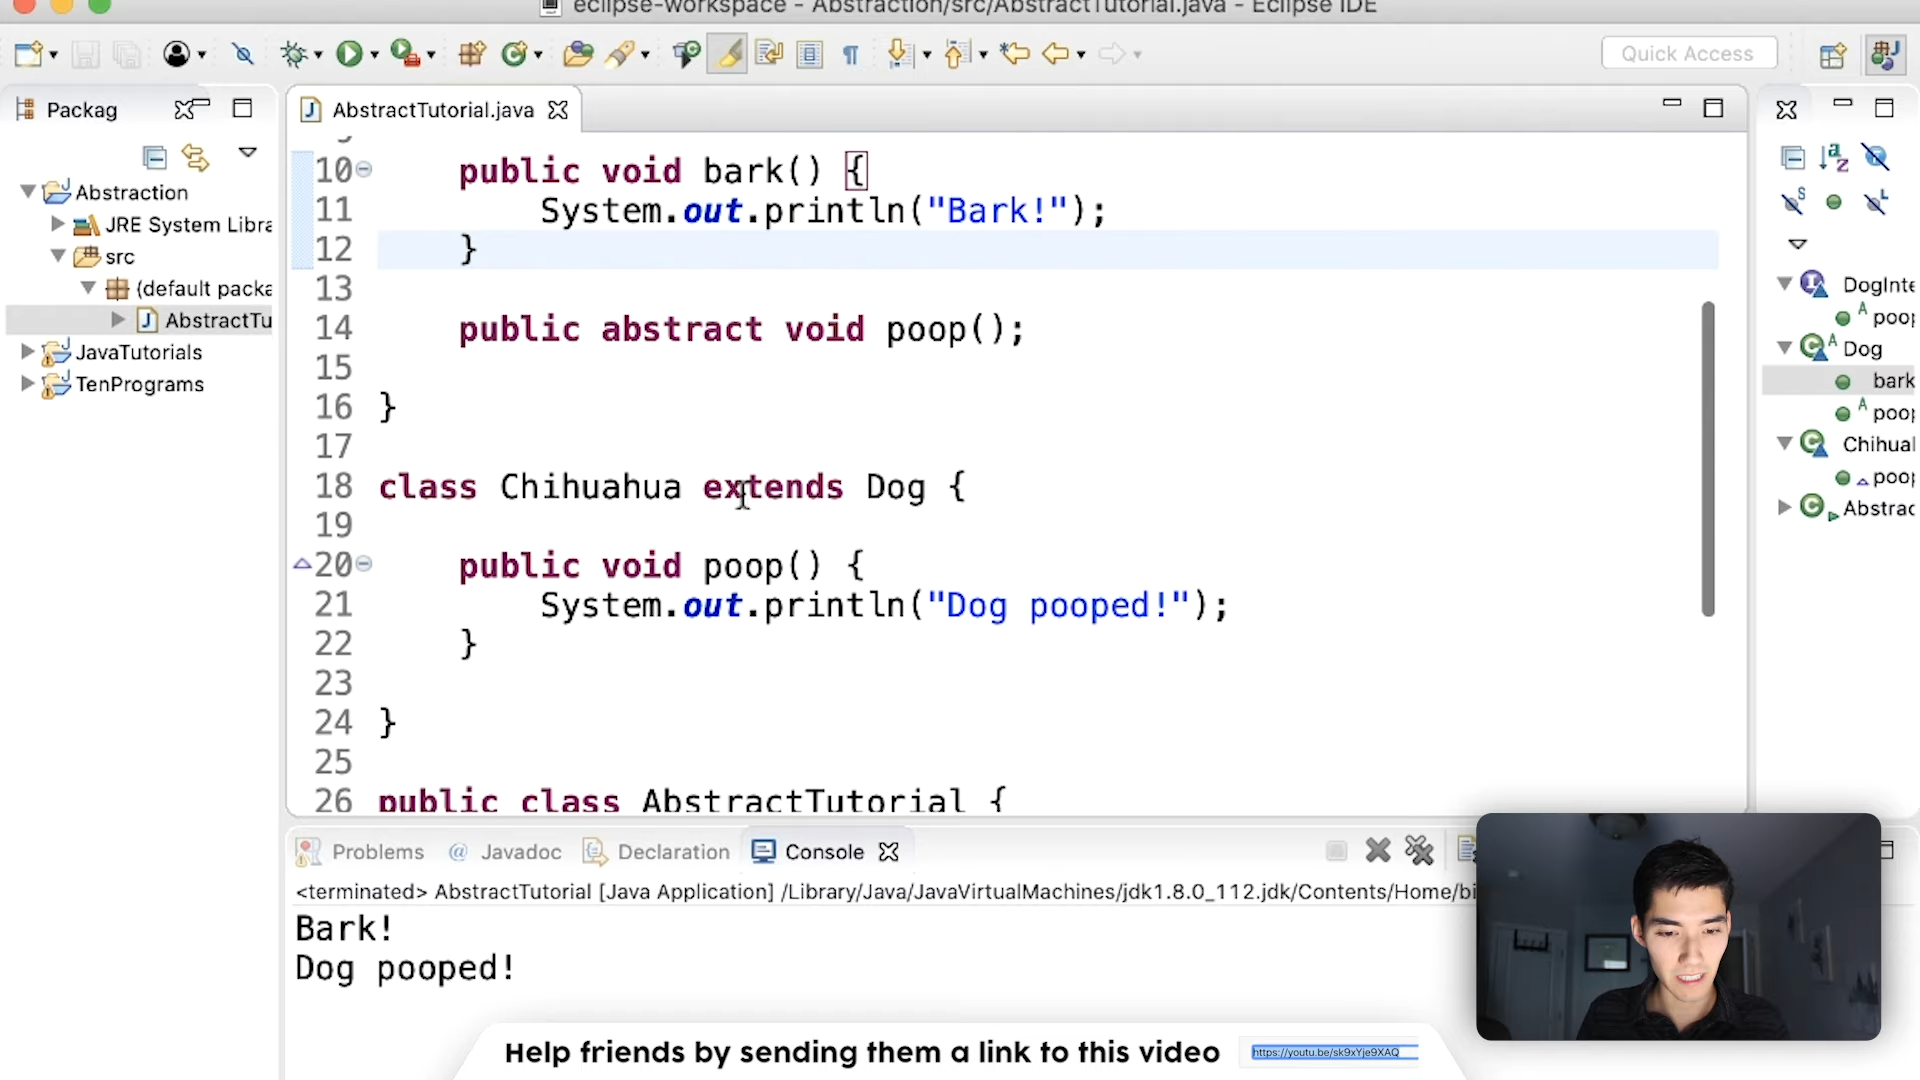 eclipse-workspace - Abstraction/src/AbstractTutorial.java - Eclipse IDE
Quick Access
Packag
AbstractTutorial.java
Abstraction
JRE System Libra
src
(default packa
AbstractTu
JavaTutorials
TenPrograms
10 public void bark() {
11 System.out.println("Bark!");
12 }
13
14 public abstract void poop();
15
16 }
17
18 class Chihuahua extends Dog {
19
20 public void poop() {
21 System.out.println("Dog pooped!");
22 }
23
24 }
25
26 public class AbstractTutorial {
DogInte
poop
Dog
bark
poop
Chihual
poop
Abstrac
Problems @ Javadoc Declaration Console
<terminated> AbstractTutorial [Java Application] /Library/Java/JavaVirtualMachines/jdk1.8.0_112.jdk/Contents/Home/bi
Bark!
Dog pooped!
Help friends by sending them a link to this video
https://youtu.be/sk9xYje9XAQ